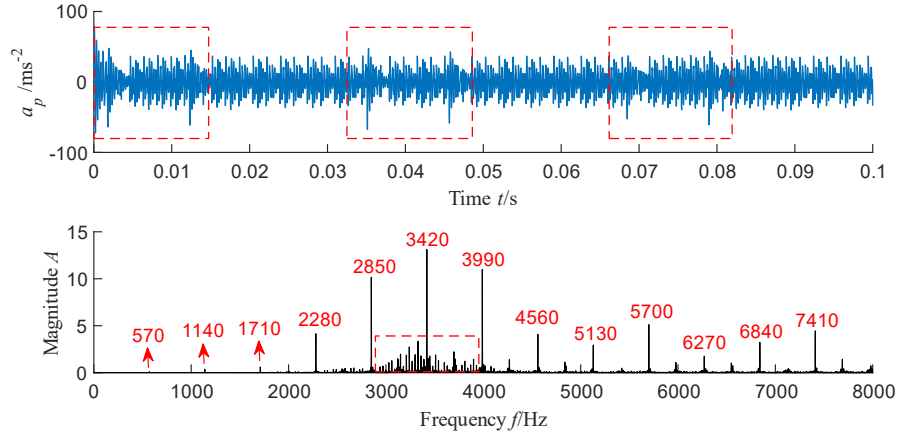 100
0
-100
a_p /ms⁻²
0 0.01 0.02 0.03 0.04 0.05 0.06 0.07 0.08 0.09 0.1
Time t/s
15
10
5
0
Magnitude A
570 1140 1710 2280 2850 3420 3990 4560 5130 5700 6270 6840 7410
0 1000 2000 3000 4000 5000 6000 7000 8000
Frequency f/Hz